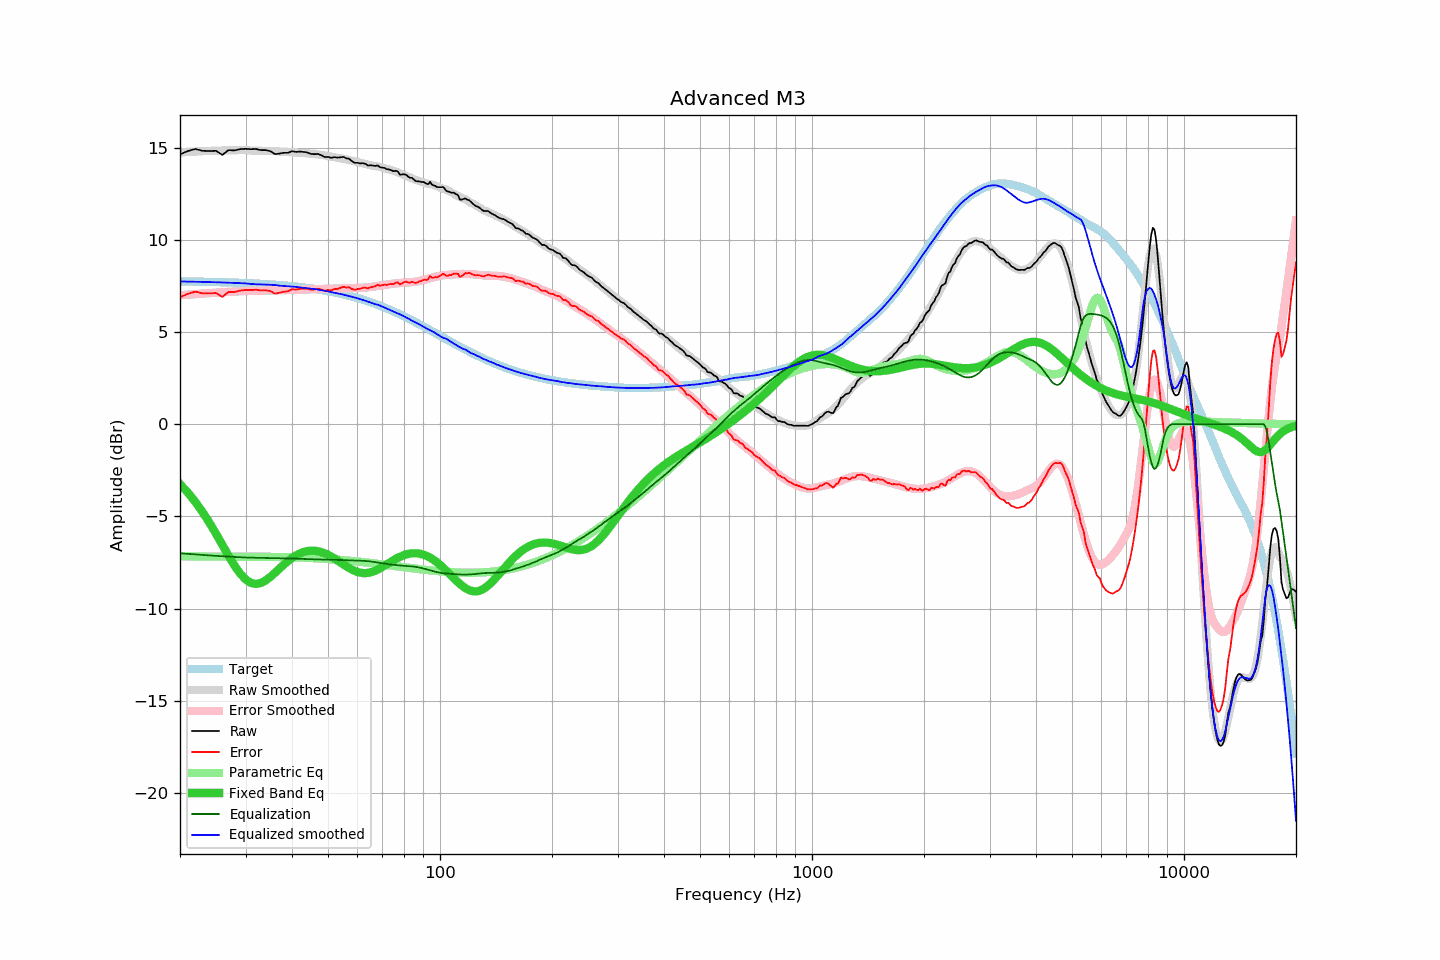 Advanced M3
15
10
5
0
−5
−10
−15
−20
Amplitude (dBr)
Target
Raw Smoothed
Error Smoothed
Raw
Error
Parametric Eq
Fixed Band Eq
Equalization
Equalized smoothed
100
1000
10000
Frequency (Hz)